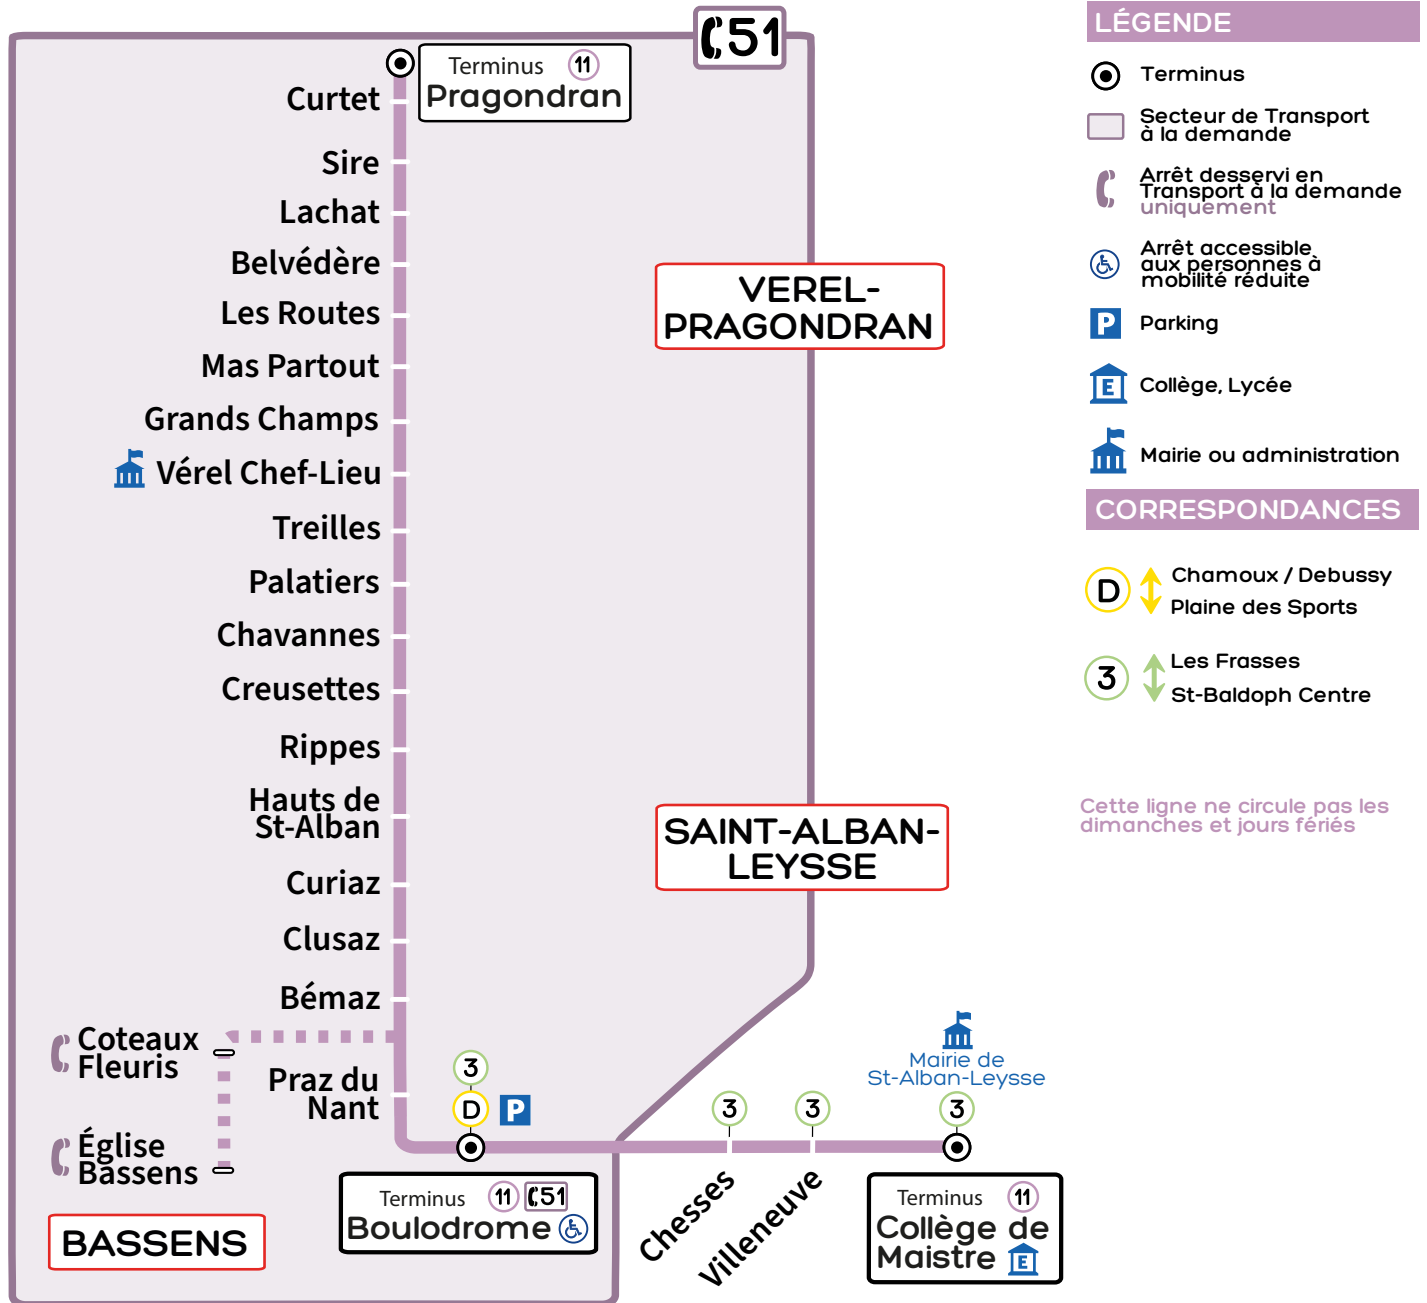 51
Terminus 11
Pragondran
Curtet
Sire
Lachat
Belvédère
Les Routes
Mas Partout
Grands Champs
Vérel Chef-Lieu
Treilles
Palatiers
Chavannes
Creusettes
Rippes
Hauts de
St-Alban
Curiaz
Clusaz
Bémaz
Coteaux
Fleuris
Praz du
Nant
Église
Bassens
BASSENS
VEREL-
PRAGONDRAN
SAINT-ALBAN-
LEYSSE
3
D P
Terminus 11 51
Boulodrome
3
Chesses
3
Villeneuve
Mairie de
St-Alban-Leysse
3
Terminus 11
Collège de
Maistre E
LÉGENDE
Terminus
Secteur de Transport
à la demande
Arrêt desservi en
Transport à la demande
uniquement
Arrêt accessible
aux personnes à
mobilité réduite
P Parking
E Collège, Lycée
Mairie ou administration
CORRESPONDANCES
D
Chamoux / Debussy
Plaine des Sports
3
Les Frasses
St-Baldoph Centre
Cette ligne ne circule pas les
dimanches et jours fériés